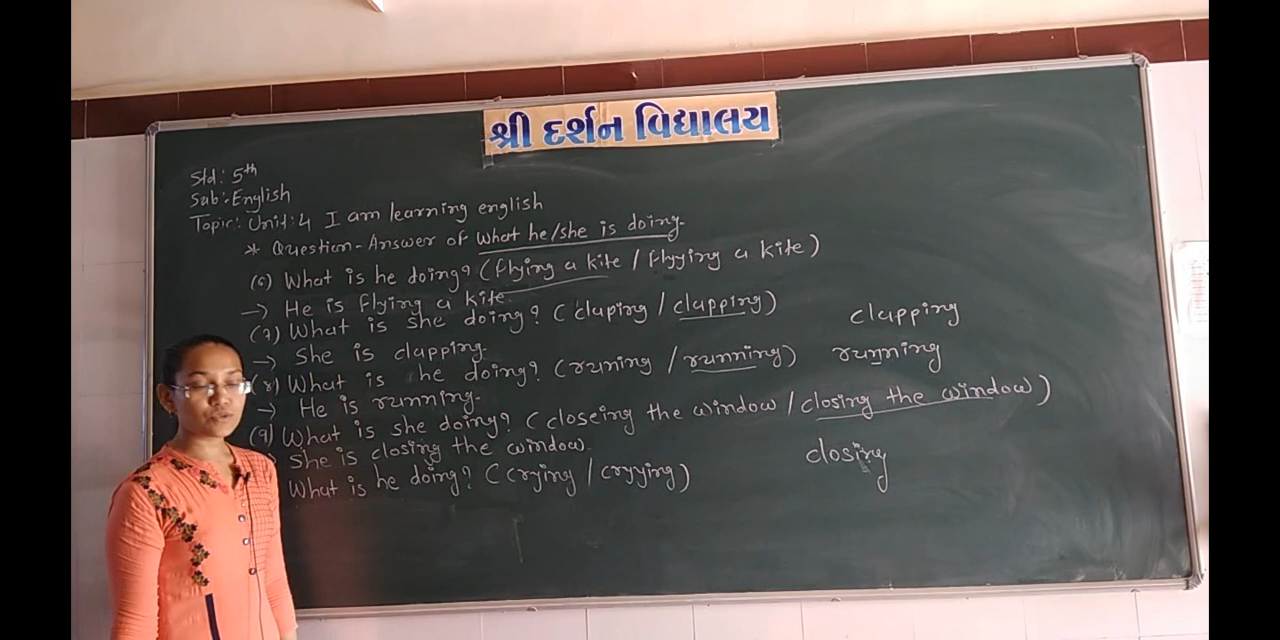 શ્રી દર્શન વિદ્યાલય
Std: 5th
Sub: English
Topic: Unit: 4 I am learning english
* Question-Answer of what he/she is doing.
(6) What is he doing? (flying a kite / flyying a kite)
→ He is flying a kite.
(7) What is she doing? (claping / clapping)
clapping
→ She is clapping.
(8) What is he doing? (runing / running)
running
→ He is running.
(9) What is she doing? (closeing the window / closing the window)
She is closing the window.
closing
What is he doing? (crying / cryying)